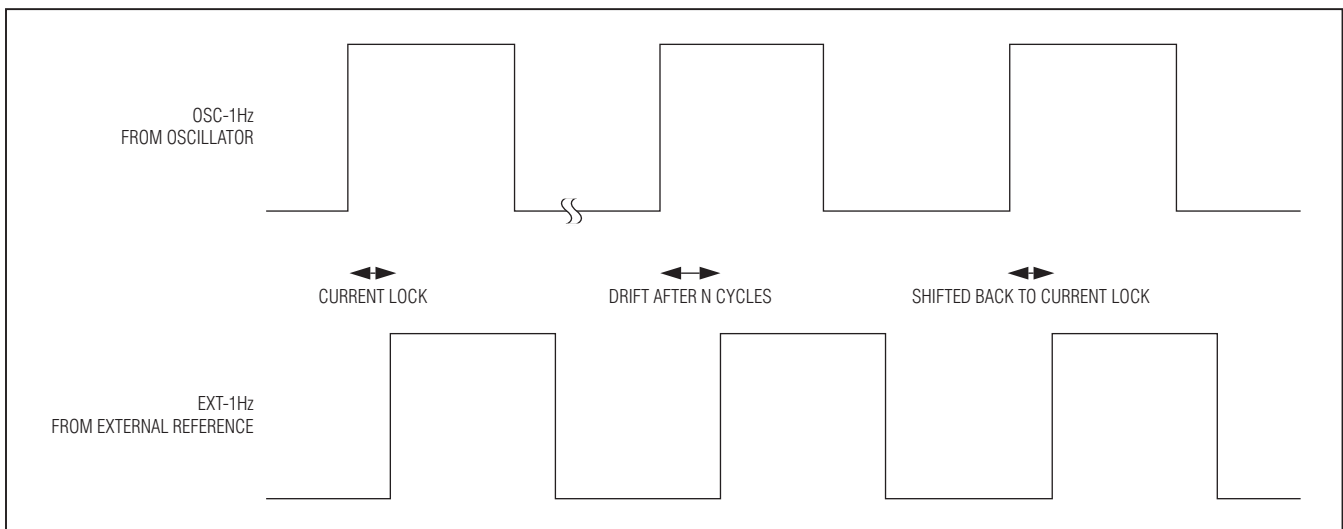 OSC-1Hz
FROM OSCILLATOR
CURRENT LOCK
DRIFT AFTER N CYCLES
SHIFTED BACK TO CURRENT LOCK
EXT-1Hz
FROM EXTERNAL REFERENCE